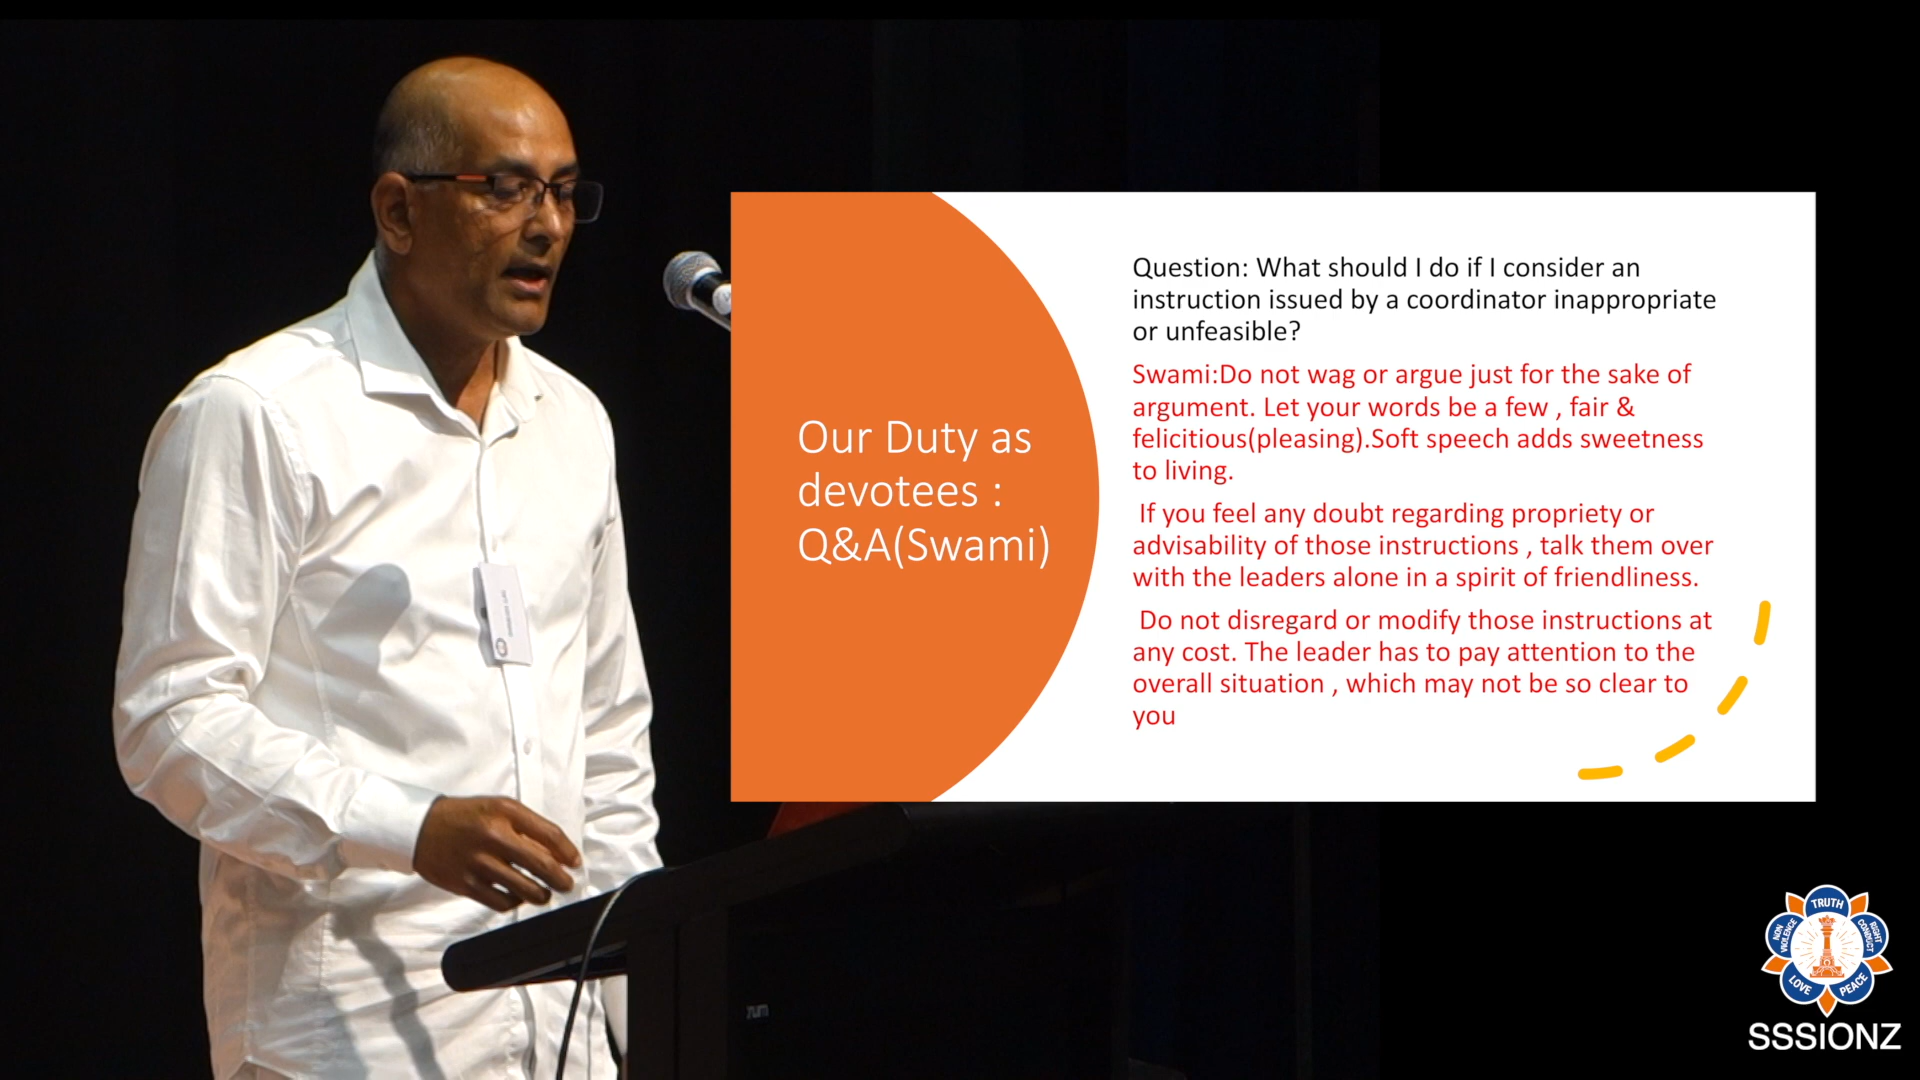 Our Duty as
devotees :
Q&A(Swami)
Question: What should I do if I consider an
instruction issued by a coordinator inappropriate
or unfeasible?
Swami:Do not wag or argue just for the sake of
argument. Let your words be a few , fair &
felicitious(pleasing).Soft speech adds sweetness
to living.
If you feel any doubt regarding propriety or
advisability of those instructions , talk them over
with the leaders alone in a spirit of friendliness.
Do not disregard or modify those instructions at
any cost. The leader has to pay attention to the
overall situation , which may not be so clear to
you
TRUTH
RIGHT
CONDUCT
PEACE
LOVE
NON
VIOLENCE
SSSIONZ